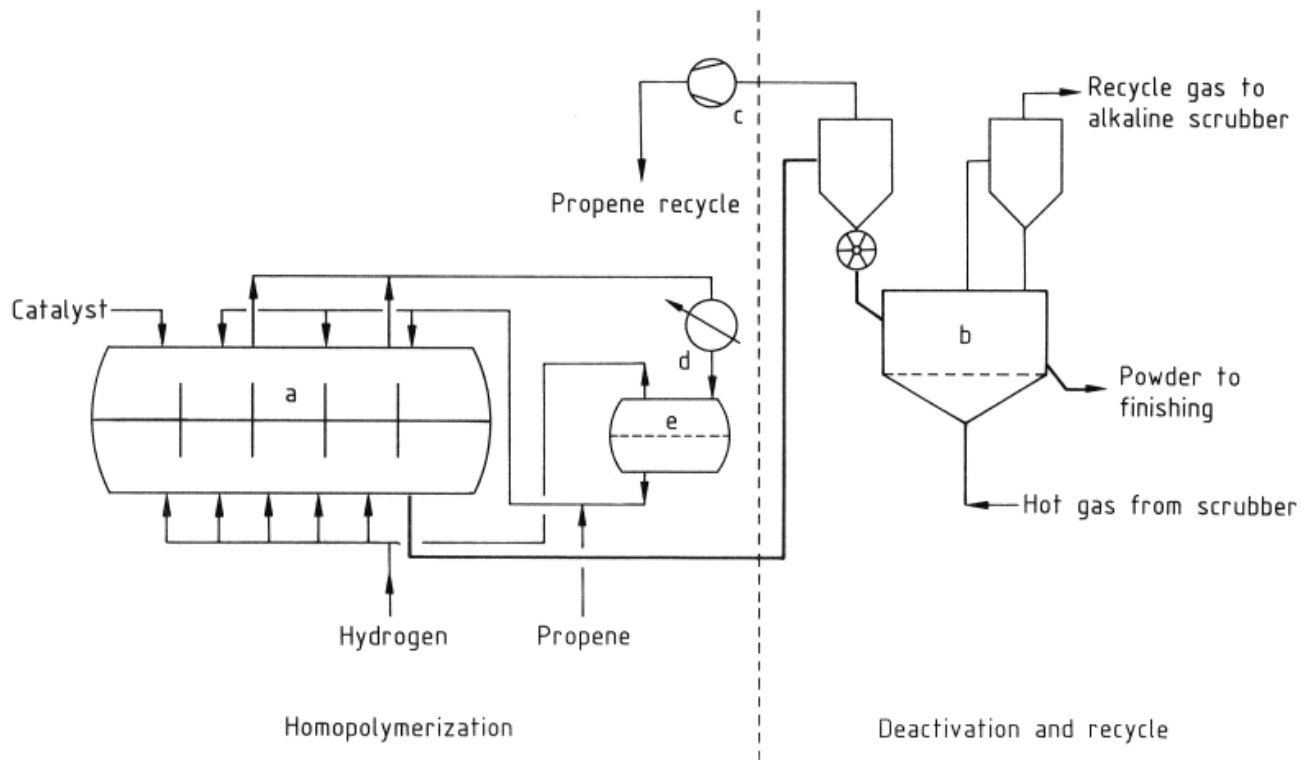 c
Recycle gas to
alkaline scrubber
Propene recycle
Catalyst
a
d
e
b
Powder to
finishing
Hot gas from scrubber
Hydrogen
Propene
Homopolymerization
Deactivation and recycle